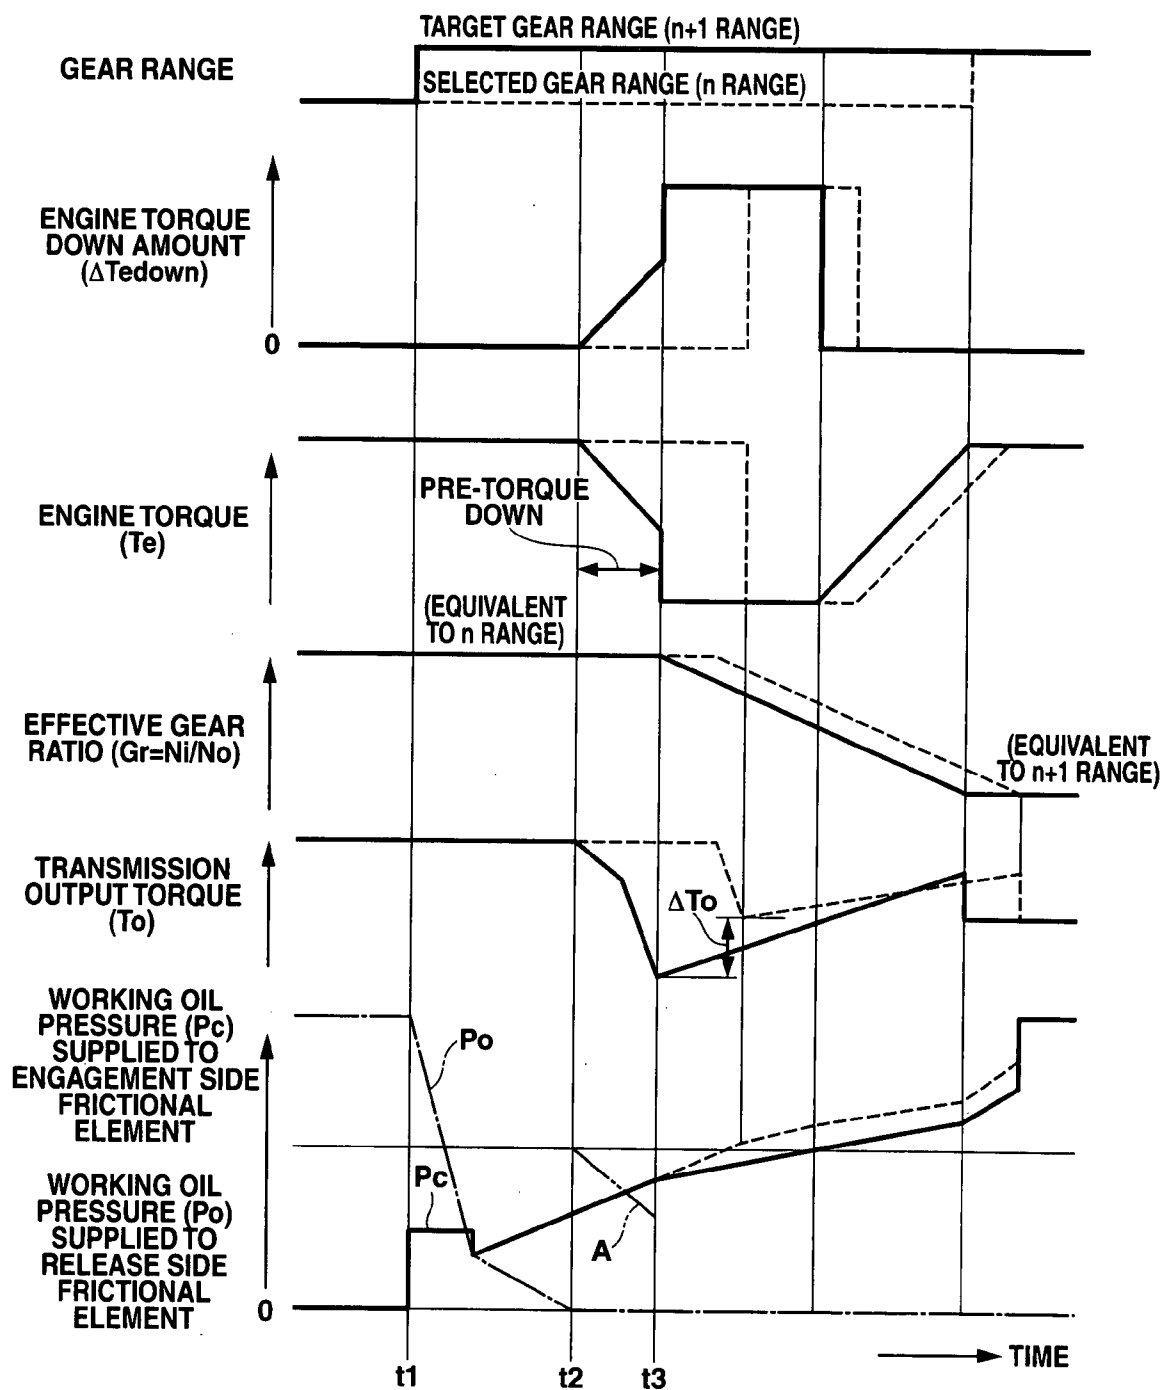 TARGET GEAR RANGE (n+1 RANGE)
GEAR RANGE
SELECTED GEAR RANGE (n RANGE)
ENGINE TORQUE
DOWN AMOUNT
(ΔTedown)
0
PRE-TORQUE
DOWN
ENGINE TORQUE
(Te)
(EQUIVALENT
TO n RANGE)
EFFECTIVE GEAR
RATIO (Gr=Ni/No)
(EQUIVALENT
TO n+1 RANGE)
TRANSMISSION
OUTPUT TORQUE
(To)
ΔTo
WORKING OIL
PRESSURE (Pc)
SUPPLIED TO
ENGAGEMENT SIDE
FRICTIONAL
ELEMENT
Po
Pc
WORKING OIL
PRESSURE (Po)
SUPPLIED TO
RELEASE SIDE
FRICTIONAL
ELEMENT
A
0
t1
t2
t3
TIME